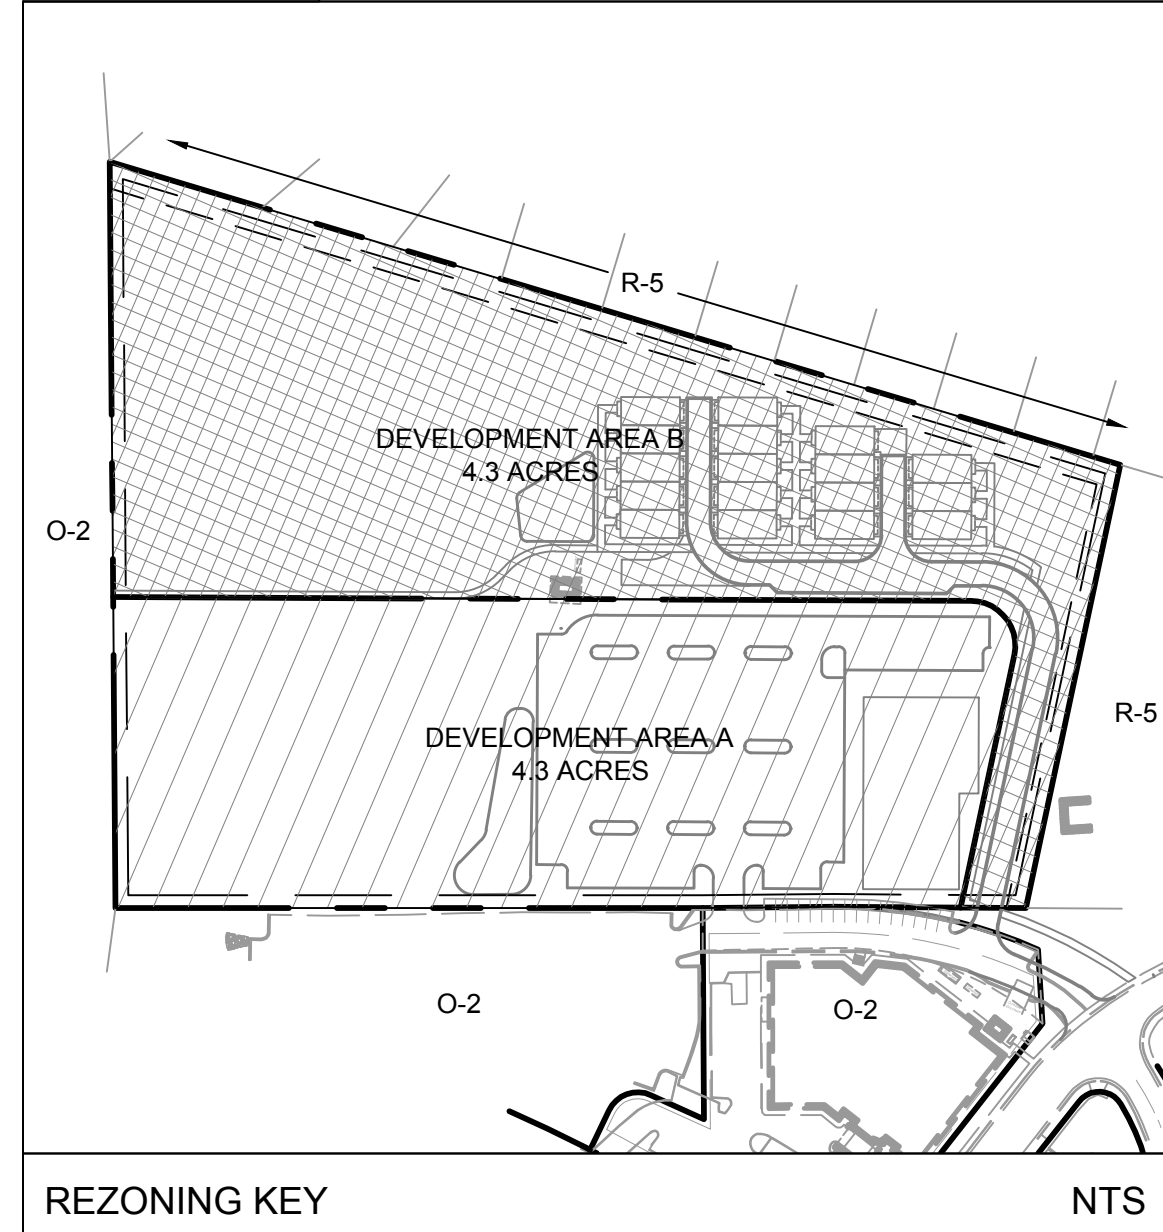 R-5
DEVELOPMENT AREA B
4.3 ACRES
O-2
R-5
DEVELOPMENT AREA A
4.3 ACRES
O-2
O-2
REZONING KEY
NTS